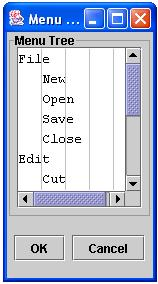 Menu ...
Menu Tree
File
New
Open
Save
Close
Edit
Cut
OK
Cancel